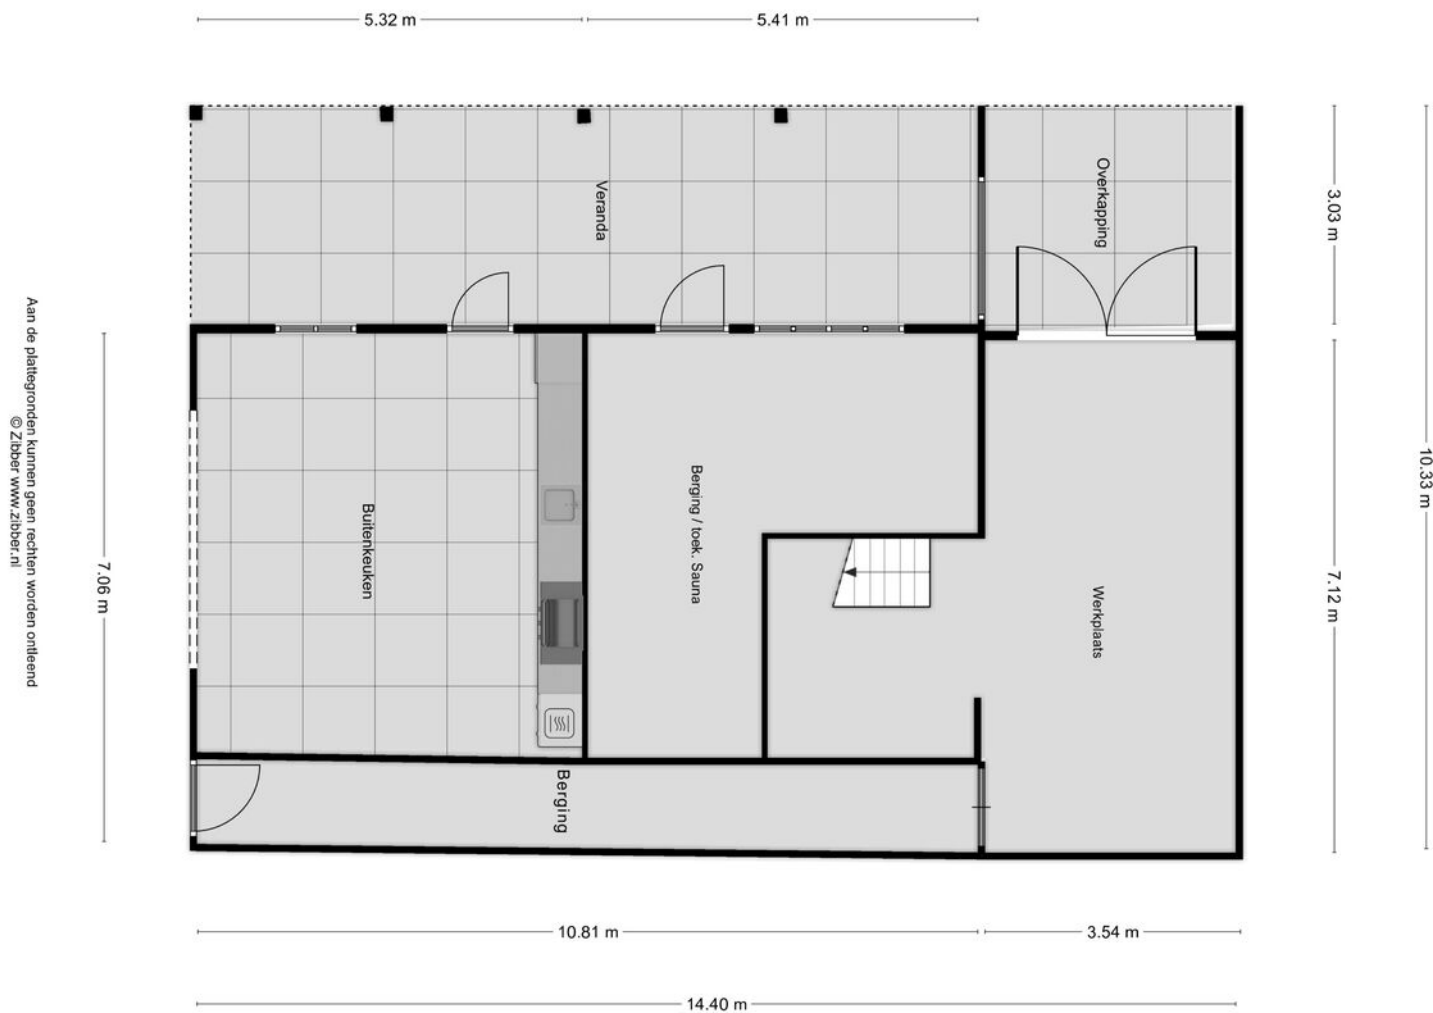 5.32 m
5.41 m
Veranda
Overkapping
3.03 m
10.33 m
Aan de plattegronden kunnen geen rechten worden ontleend
© Zibber www.zibber.nl
7.06 m
Buitenkeuken
Berging / toek. Sauna
Werkplaats
7.12 m
Berging
10.81 m
3.54 m
14.40 m